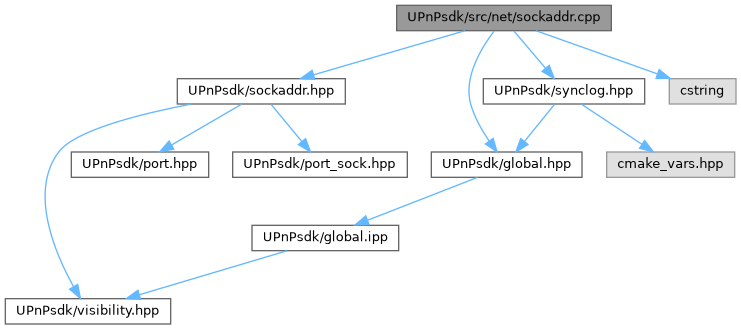 UPnPsdk/src/net/sockaddr.cpp
UPnPsdk/sockaddr.hpp
UPnPsdk/synclog.hpp
cstring
UPnPsdk/port.hpp
UPnPsdk/port_sock.hpp
UPnPsdk/global.hpp
cmake_vars.hpp
UPnPsdk/global.ipp
UPnPsdk/visibility.hpp